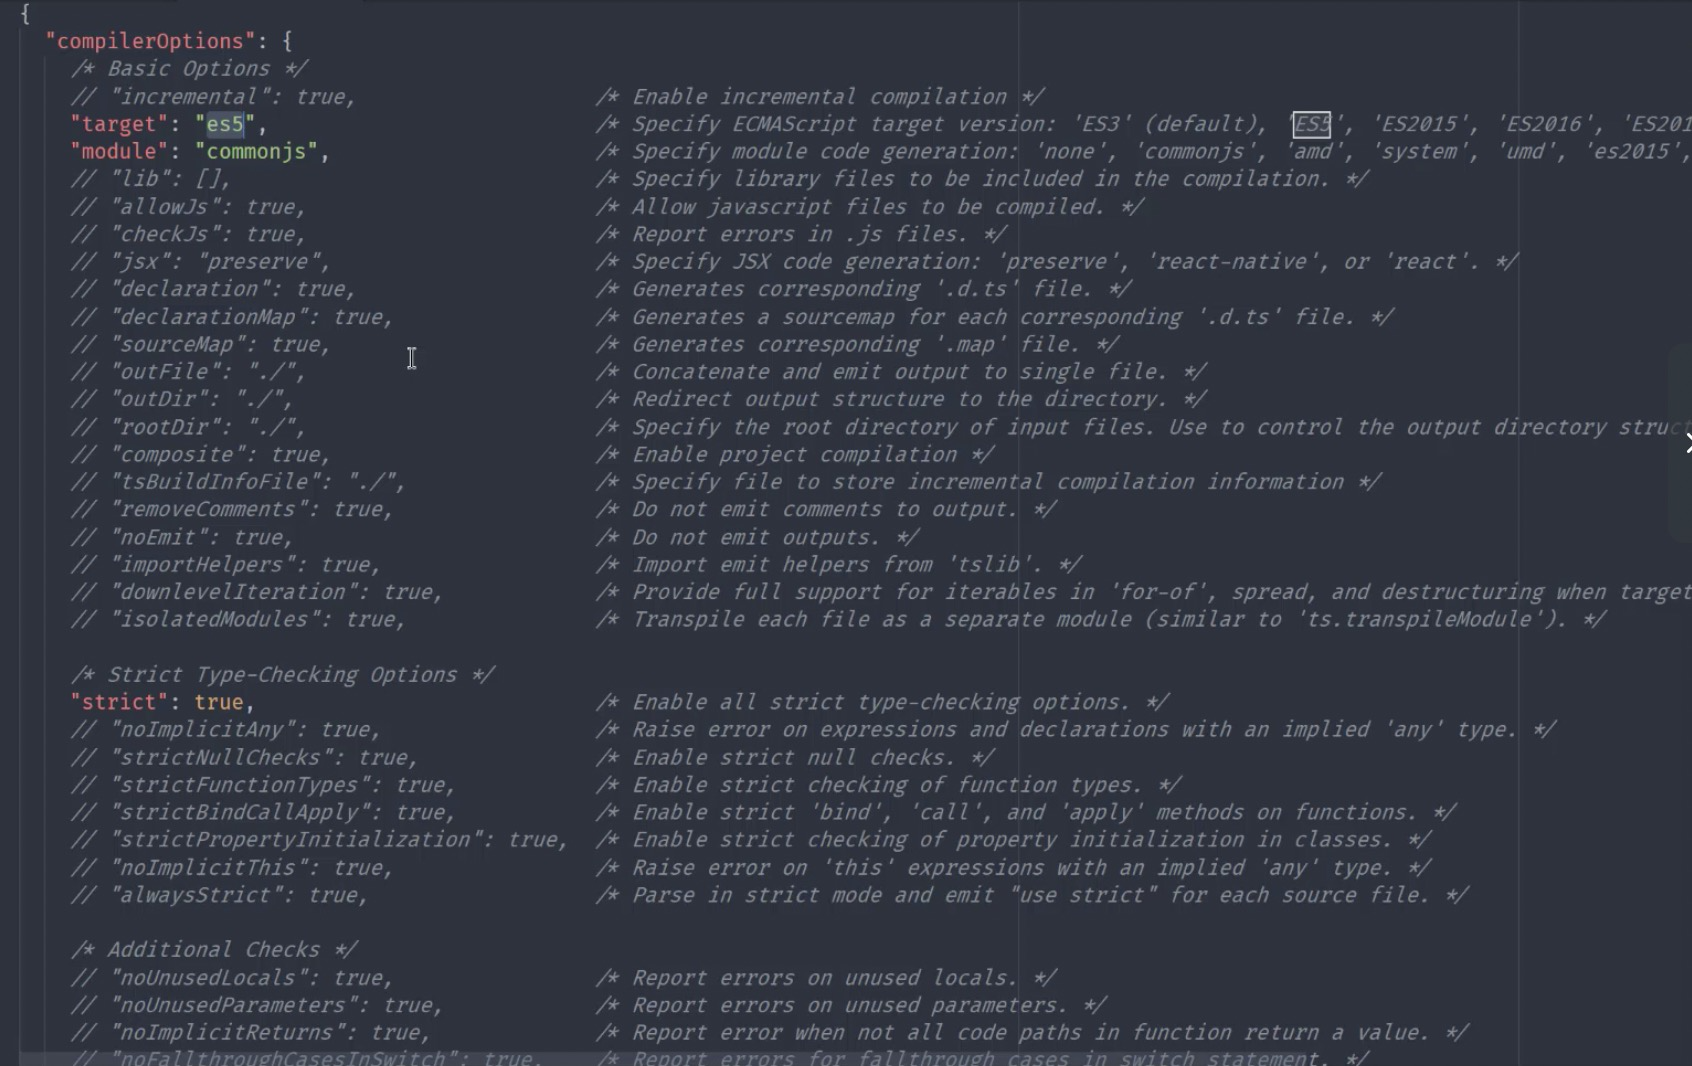 {
"compilerOptions": {
/* Basic Options */
// "incremental": true, /* Enable incremental compilation */
"target": "es5", /* Specify ECMAScript target version: 'ES3' (default), 'ES5', 'ES2015', 'ES2016', 'ES201
"module": "commonjs", /* Specify module code generation: 'none', 'commonjs', 'amd', 'system', 'umd', 'es2015',
// "lib": [], /* Specify library files to be included in the compilation. */
// "allowJs": true, /* Allow javascript files to be compiled. */
// "checkJs": true, /* Report errors in .js files. */
// "jsx": "preserve", /* Specify JSX code generation: 'preserve', 'react-native', or 'react'. */
// "declaration": true, /* Generates corresponding '.d.ts' file. */
// "declarationMap": true, /* Generates a sourcemap for each corresponding '.d.ts' file. */
// "sourceMap": true, /* Generates corresponding '.map' file. */
// "outFile": "./", /* Concatenate and emit output to single file. */
// "outDir": "./", /* Redirect output structure to the directory. */
// "rootDir": "./", /* Specify the root directory of input files. Use to control the output directory struct
// "composite": true, /* Enable project compilation */
// "tsBuildInfoFile": "./", /* Specify file to store incremental compilation information */
// "removeComments": true, /* Do not emit comments to output. */
// "noEmit": true, /* Do not emit outputs. */
// "importHelpers": true, /* Import emit helpers from 'tslib'. */
// "downlevelIteration": true, /* Provide full support for iterables in 'for-of', spread, and destructuring when target
// "isolatedModules": true, /* Transpile each file as a separate module (similar to 'ts.transpileModule'). */
/* Strict Type-Checking Options */
"strict": true, /* Enable all strict type-checking options. */
// "noImplicitAny": true, /* Raise error on expressions and declarations with an implied 'any' type. */
// "strictNullChecks": true, /* Enable strict null checks. */
// "strictFunctionTypes": true, /* Enable strict checking of function types. */
// "strictBindCallApply": true, /* Enable strict 'bind', 'call', and 'apply' methods on functions. */
// "strictPropertyInitialization": true, /* Enable strict checking of property initialization in classes. */
// "noImplicitThis": true, /* Raise error on 'this' expressions with an implied 'any' type. */
// "alwaysStrict": true, /* Parse in strict mode and emit "use strict" for each source file. */
/* Additional Checks */
// "noUnusedLocals": true, /* Report errors on unused locals. */
// "noUnusedParameters": true, /* Report errors on unused parameters. */
// "noImplicitReturns": true, /* Report error when not all code paths in function return a value. */
// "noFallthroughCasesInSwitch": true, /* Report errors for fallthrough cases in switch statement. */